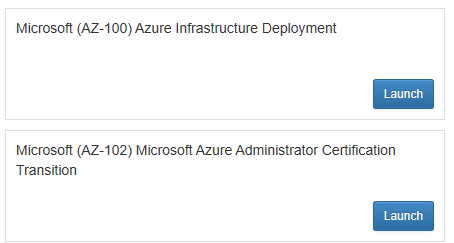 Microsoft (AZ-100) Azure Infrastructure Deployment
Launch
Microsoft (AZ-102) Microsoft Azure Administrator Certification
Transition
Launch